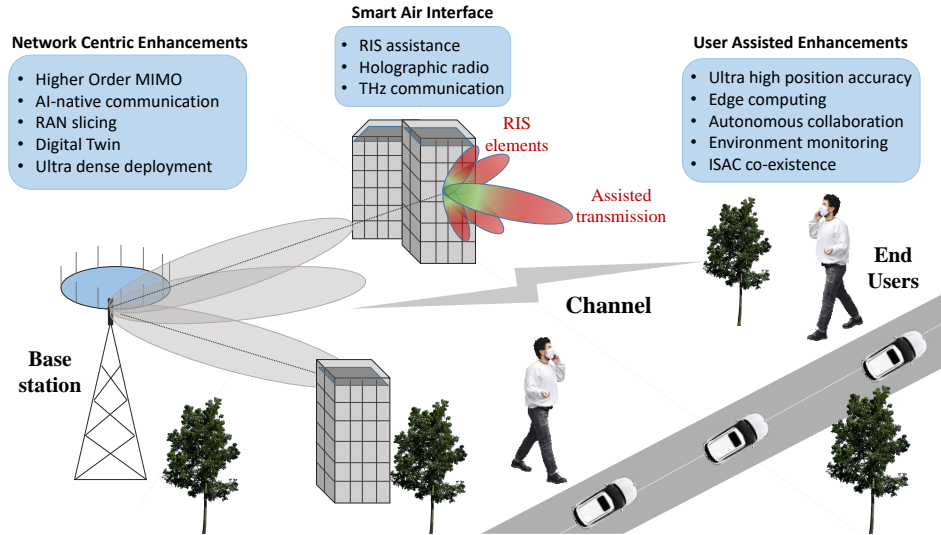 Smart Air Interface
• RIS assistance
• Holographic radio
• THz communication
Network Centric Enhancements
• Higher Order MIMO
• AI-native communication
• RAN slicing
• Digital Twin
• Ultra dense deployment
User Assisted Enhancements
• Ultra high position accuracy
• Edge computing
• Autonomous collaboration
• Environment monitoring
• ISAC co-existence
RIS
elements
Assisted
transmission
End
Users
Channel
Base
station